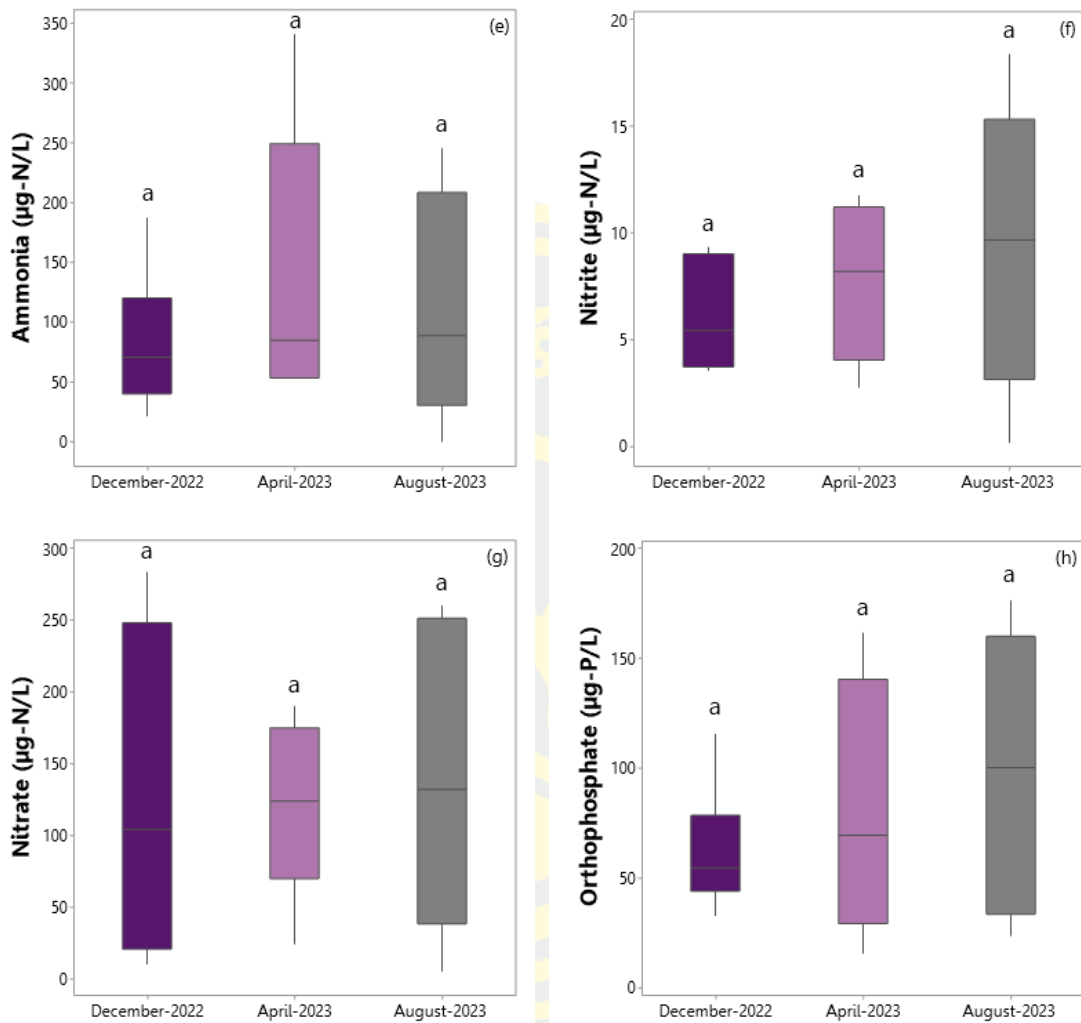 (e)
Ammonia (µg-N/L)
350
300
250
200
150
100
50
0
a
a
a
December-2022 April-2023 August-2023
(f)
Nitrite (µg-N/L)
20
15
10
5
0
a
a
a
December-2022 April-2023 August-2023
(g)
Nitrate (µg-N/L)
300
250
200
150
100
50
0
a
a
a
December-2022 April-2023 August-2023
(h)
Orthophosphate (µg-P/L)
200
150
100
50
0
a
a
a
December-2022 April-2023 August-2023